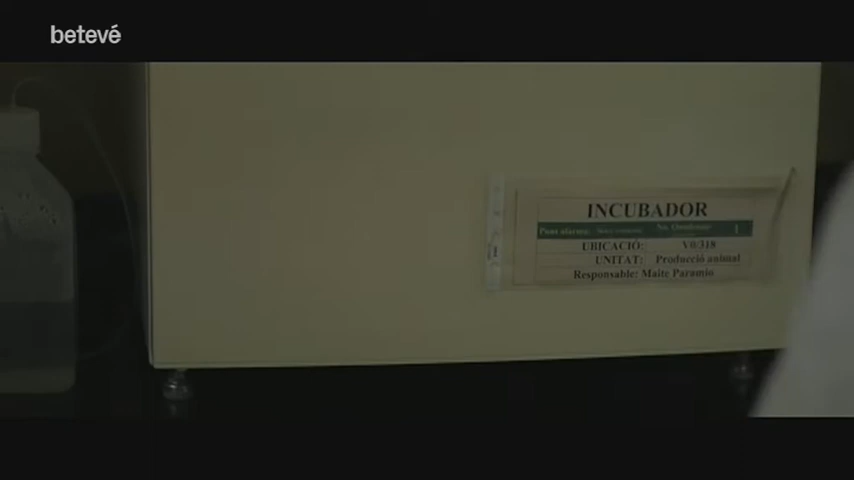 betevé
INCUBADOR
UBICACIÓ: V0/318
UNITAT: Producció animal
Responsable: Maite Paramio